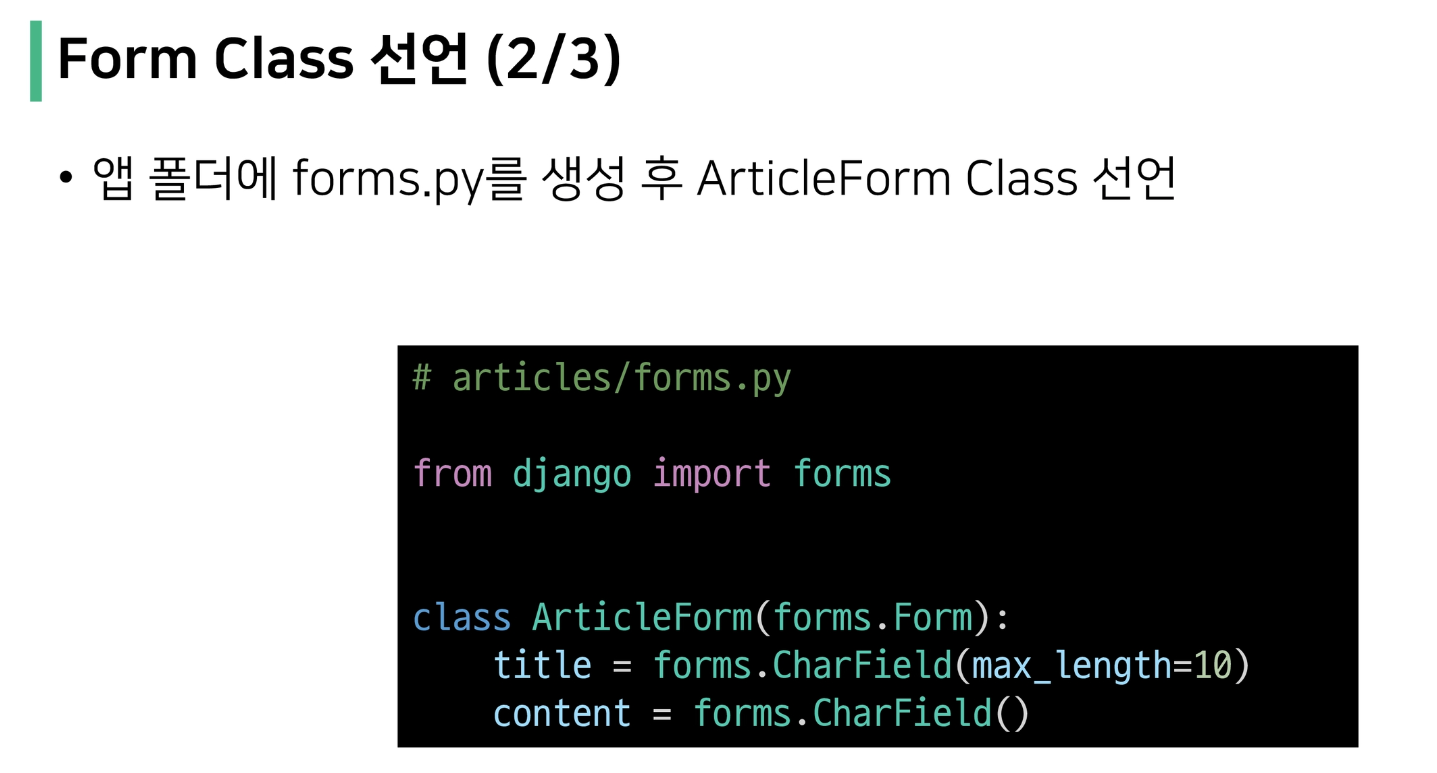 Form Class 선언 (2/3)
• 앱 폴더에 forms.py를 생성 후 ArticleForm Class 선언
# articles/forms.py
from django import forms
class ArticleForm(forms.Form):
    title = forms.CharField(max_length=10)
    content = forms.CharField()